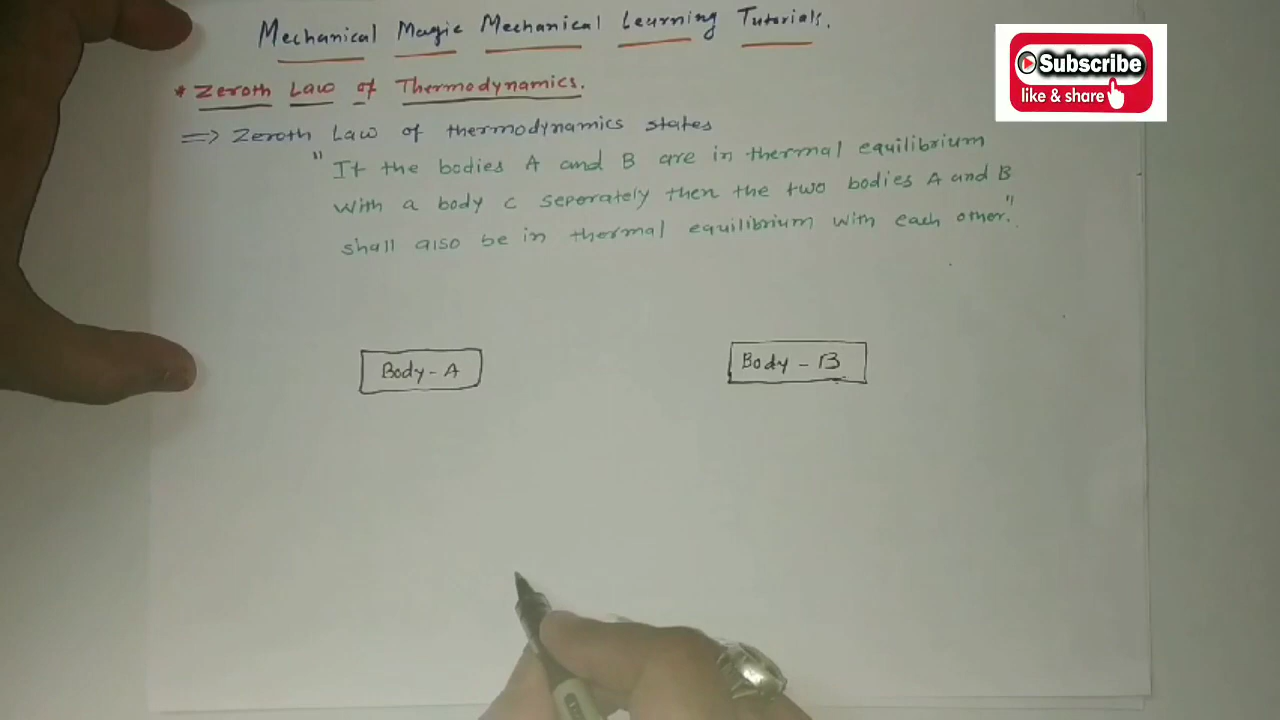 Mechanical Magic Mechanical Learning Tutorials.
* Zeroth Law of Thermodynamics.
=> Zeroth Law of thermodynamics states
" If the bodies A and B are in thermal equilibrium
with a body c seperately then the two bodies A and B
shall also be in thermal equilibrium with each other."
Body - A
Body - B
Subscribe
like & share